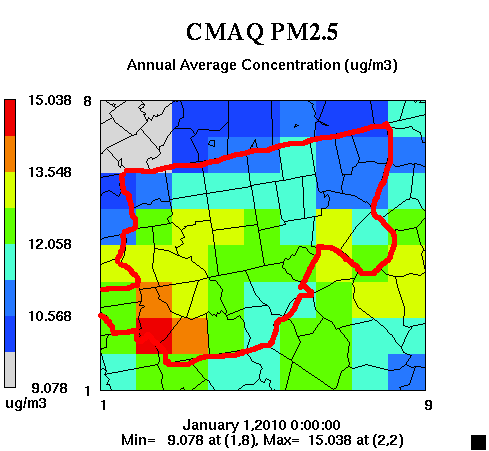 CMAQ PM2.5
Annual Average Concentration (ug/m3)
15.038
13.548
12.058
10.568
9.078
ug/m3
8
1
1
9
January 1,2010 0:00:00
Min= 9.078 at (1,8), Max= 15.038 at (2,2)